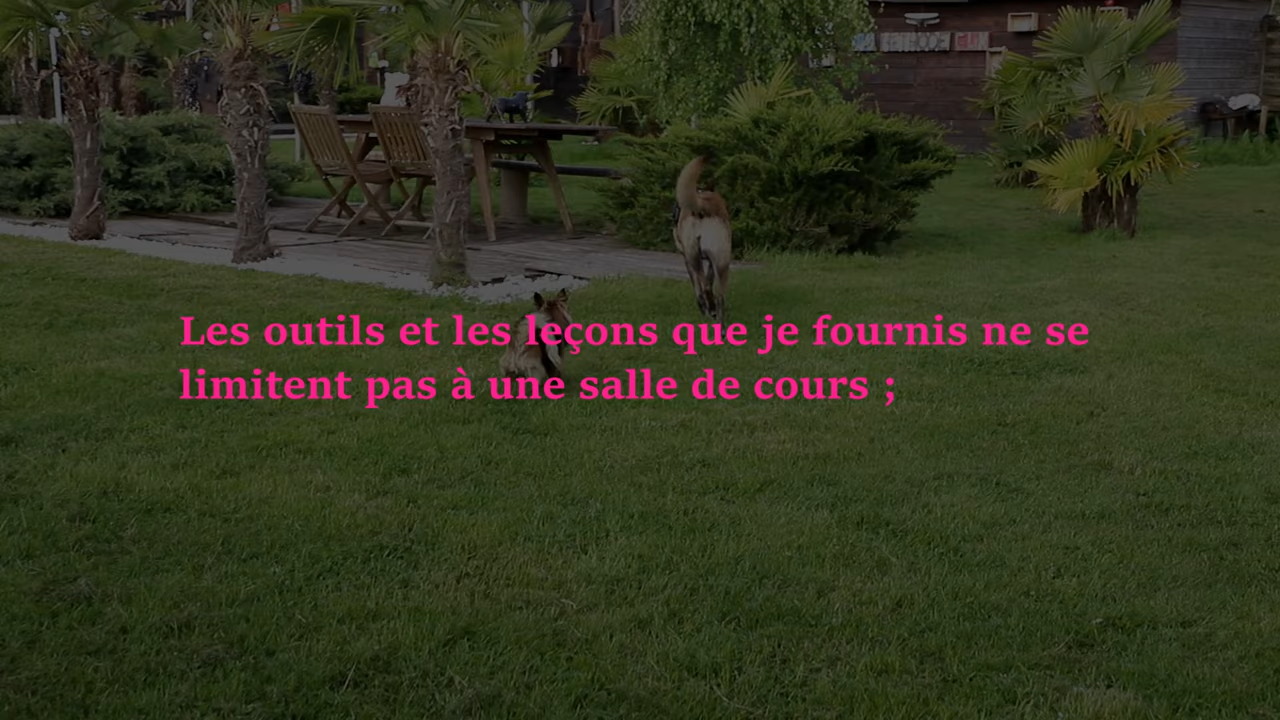 Les outils et les leçons que je fournis ne se
limitent pas à une salle de cours ;